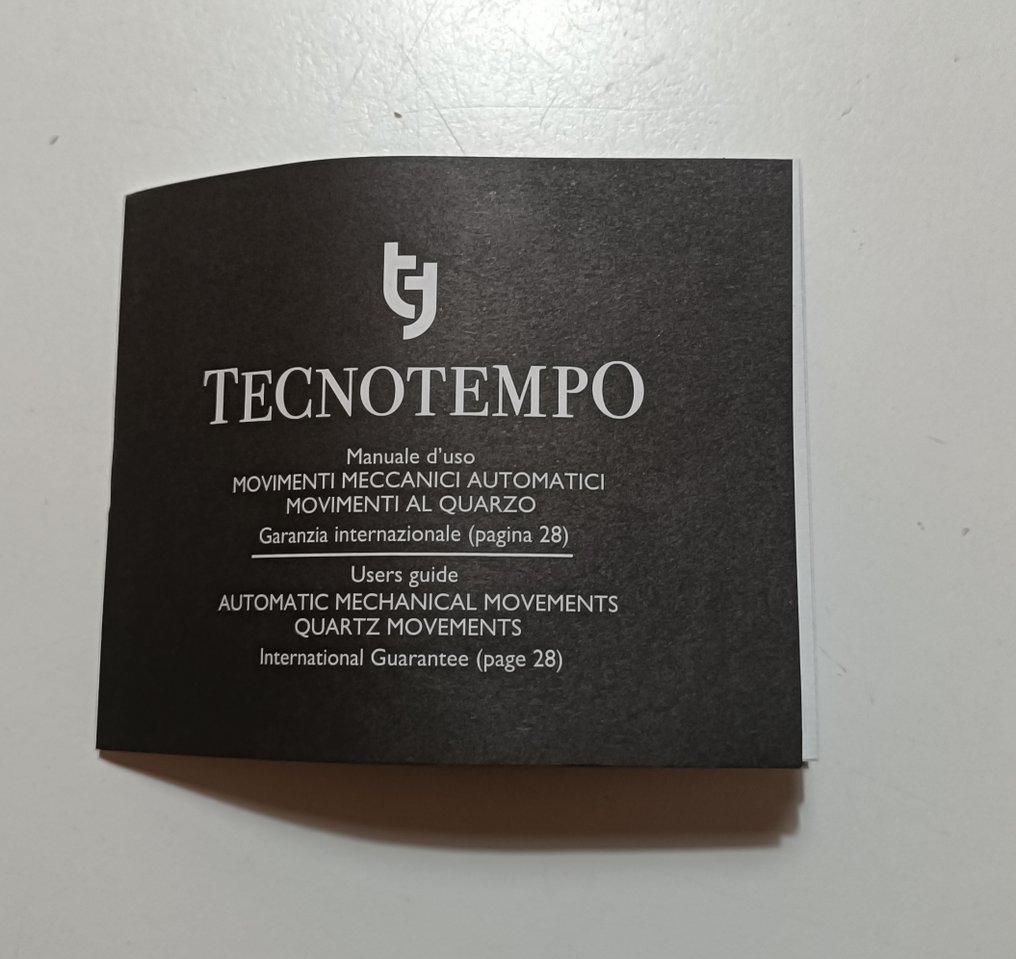 TECNOTEMPO
Manuale d'uso
MOVIMENTI MECCANICI AUTOMATICI
MOVIMENTI AL QUARZO
Garanzia internazionale (pagina 28)
Users guide
AUTOMATIC MECHANICAL MOVEMENTS
QUARTZ MOVEMENTS
International Guarantee (page 28)